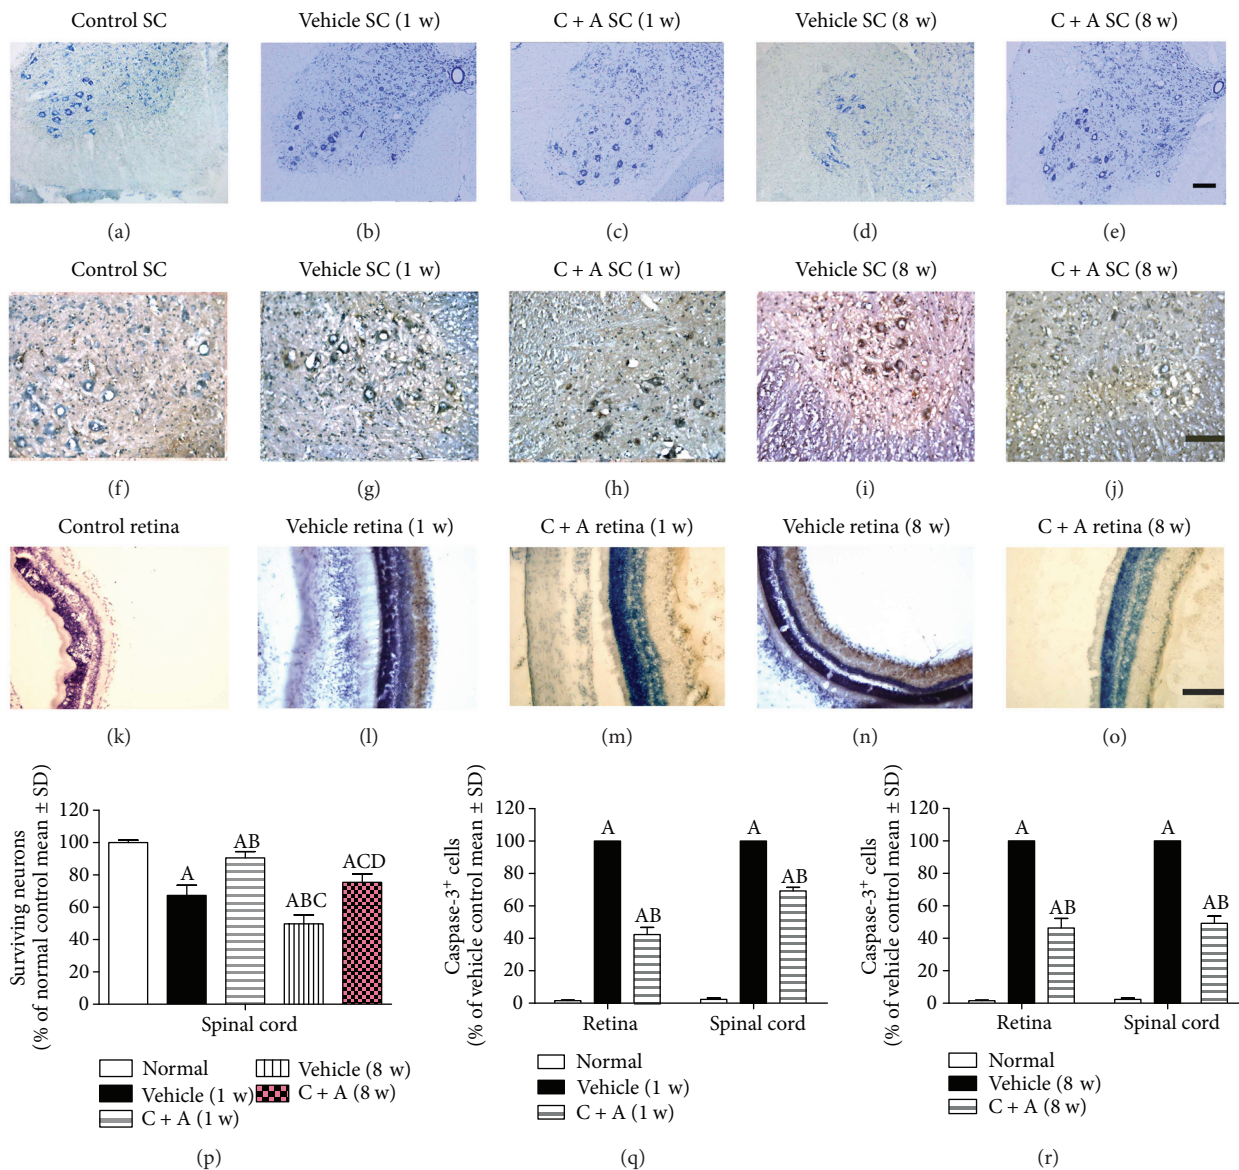 Control SC
Vehicle SC (1 w)
C + A SC (1 w)
Vehicle SC (8 w)
C + A SC (8 w)
(a)
(b)
(c)
(d)
(e)
Control SC
Vehicle SC (1 w)
C + A SC (1 w)
Vehicle SC (8 w)
C + A SC (8 w)
(f)
(g)
(h)
(i)
(j)
Control retina
Vehicle retina (1 w)
C + A retina (1 w)
Vehicle retina (8 w)
C + A retina (8 w)
(k)
(l)
(m)
(n)
(o)
Surviving neurons
(% of normal control mean ± SD)
120
100
80
60
40
20
0
A
AB
ABC
ACD
Spinal cord
Normal
Vehicle (1 w)
C + A (1 w)
Vehicle (8 w)
C + A (8 w)
(p)
Caspase-3⁺ cells
(% of vehicle control mean ± SD)
120
100
80
60
40
20
0
A
AB
A
AB
Retina
Spinal cord
Normal
Vehicle (1 w)
C + A (1 w)
(q)
Caspase-3⁺ cells
(% of vehicle control mean ± SD)
120
100
80
60
40
20
0
A
AB
A
AB
Retina
Spinal cord
Normal
Vehicle (8 w)
C + A (8 w)
(r)